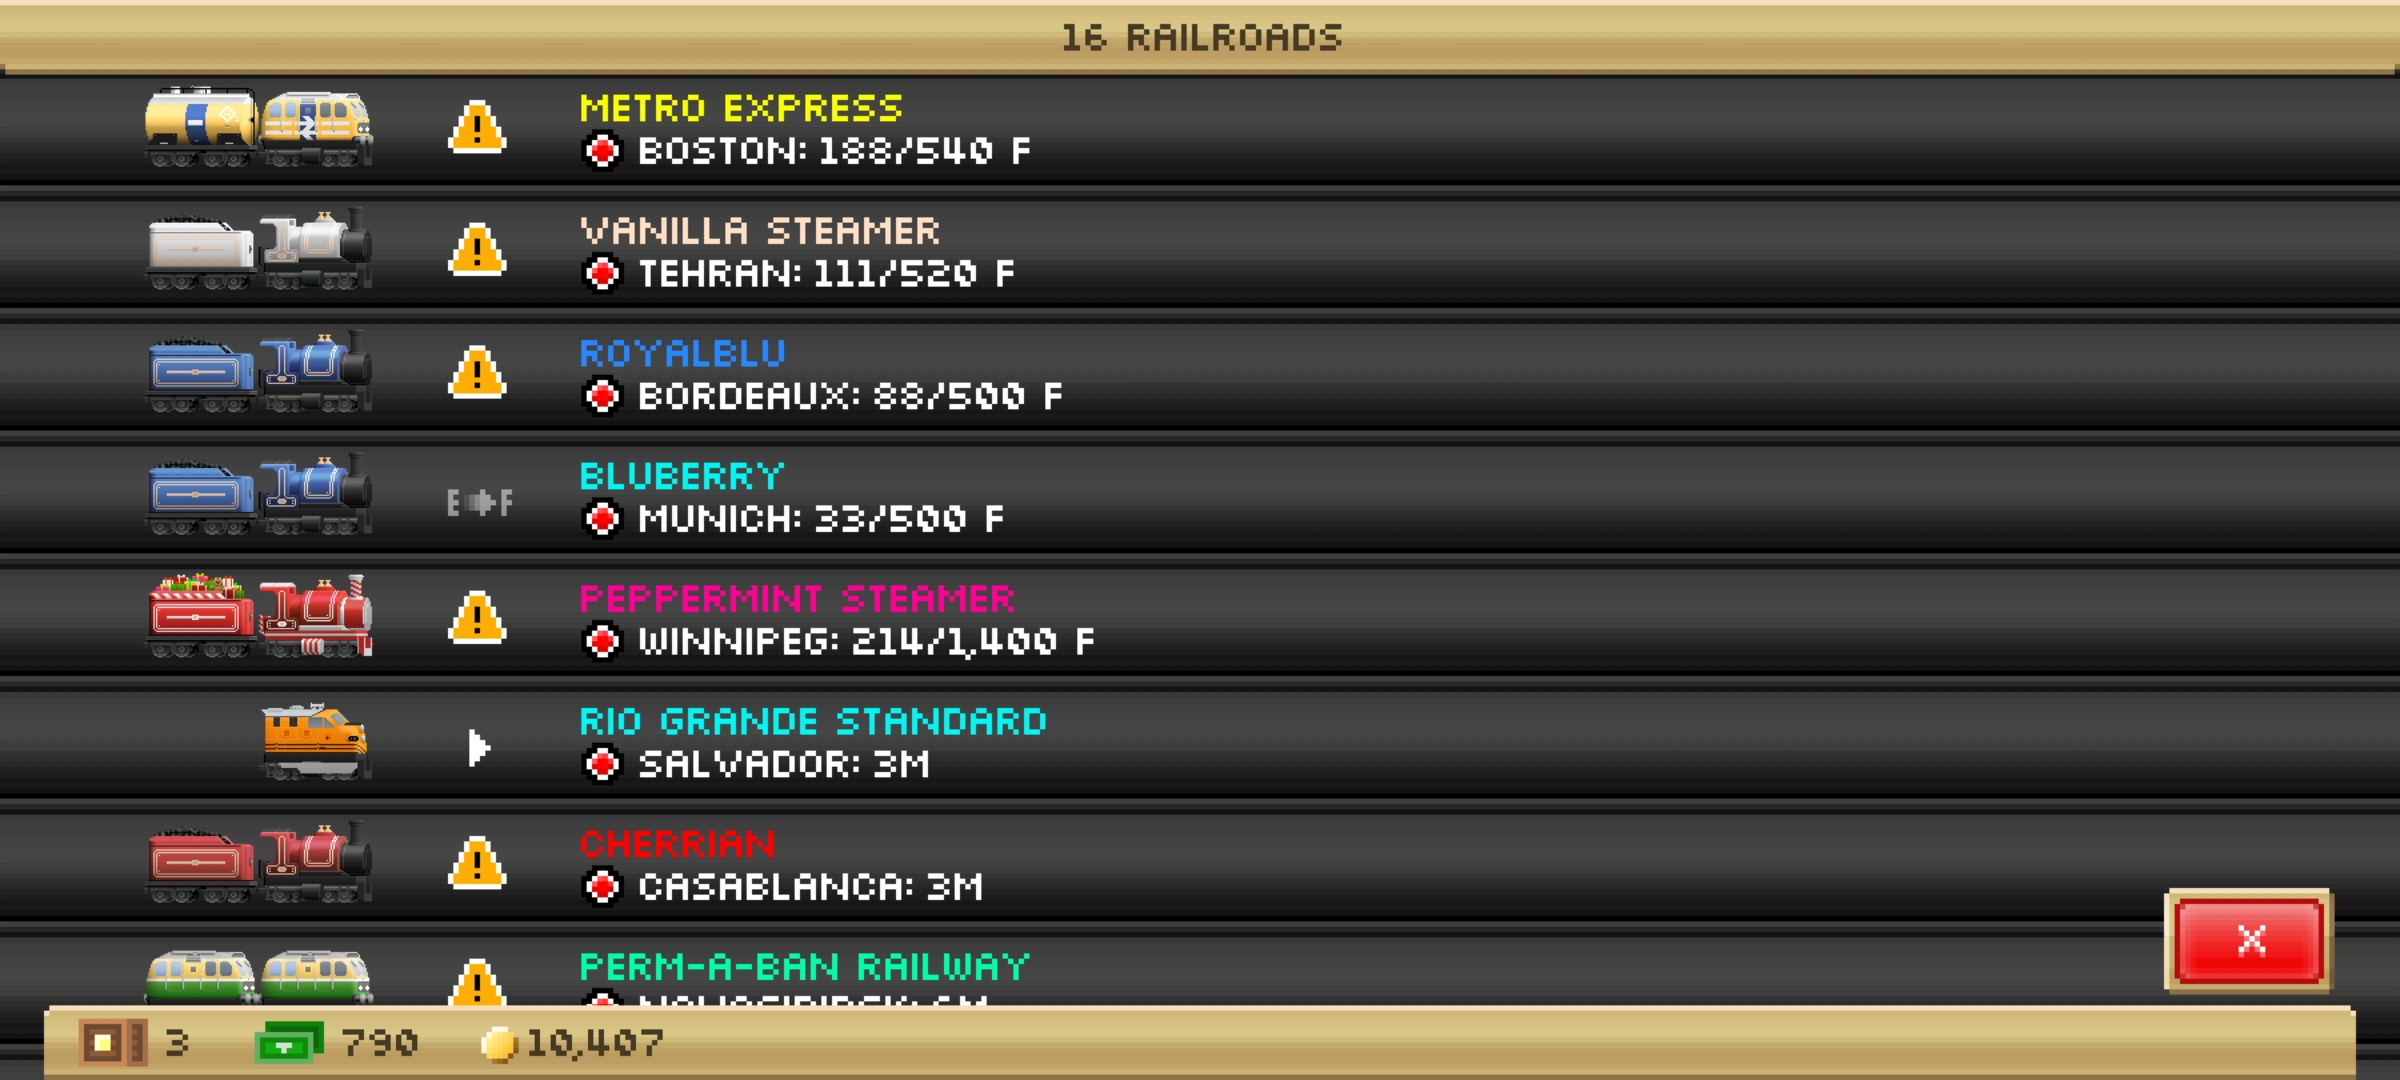 16 RAILROADS
METRO EXPRESS
BOSTON: 188/540 F
VANILLA STEAMER
TEHRAN: 111/520 F
ROYALBLU
BORDEAUX: 88/500 F
BLUBERRY
E F
MUNICH: 33/500 F
PEPPERMINT STEAMER
WINNIPEG: 214/1,400 F
RIO GRANDE STANDARD
SALVADOR: 3M
CHERRIAN
CASABLANCA: 3M
X
PERM-A-BAN RAILWAY
3 790 10,407